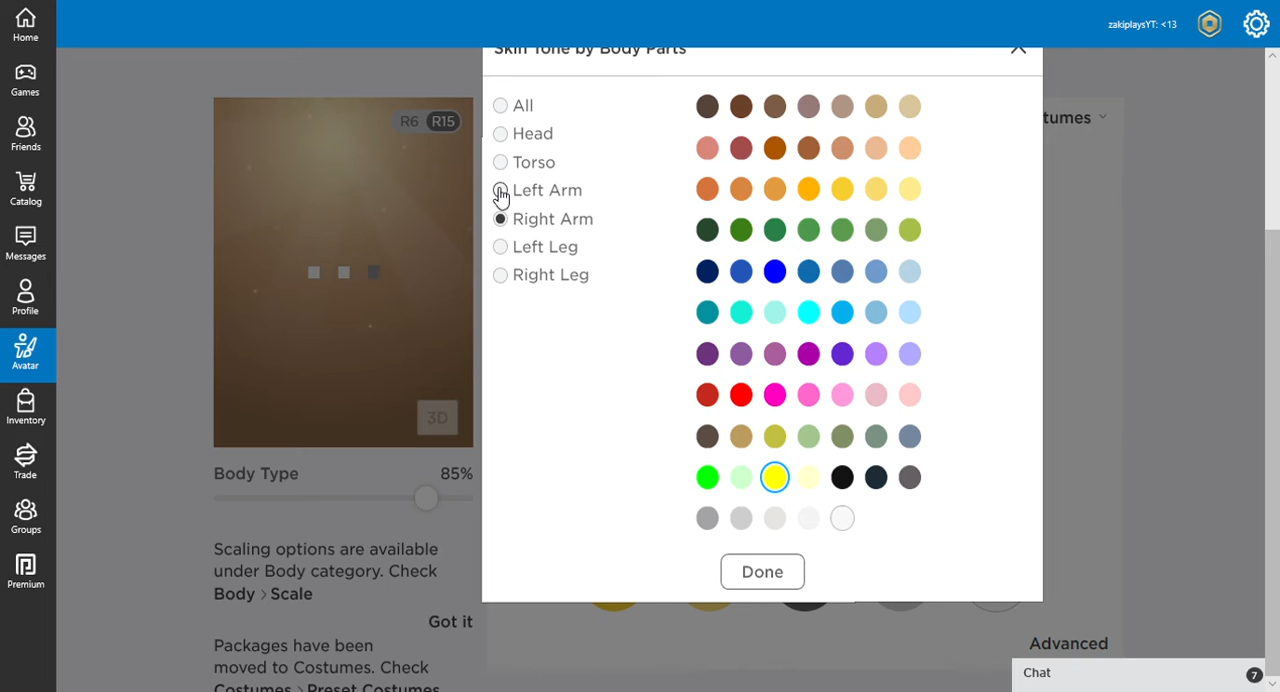 Home
Games
Friends
Catalog
Messages
Profile
Avatar
Inventory
Trade
Groups
Premium
zakiplaysYT: <13
Skin Tone by Body Parts
All
Head
Torso
Left Arm
Right Arm
Left Leg
Right Leg
Done
R6 R15
3D
tumes
Body Type 85%
Scaling options are available
under Body category. Check
Body > Scale
Got it
Packages have been
moved to Costumes. Check
Costumes > Preset Costumes
Advanced
Chat 7